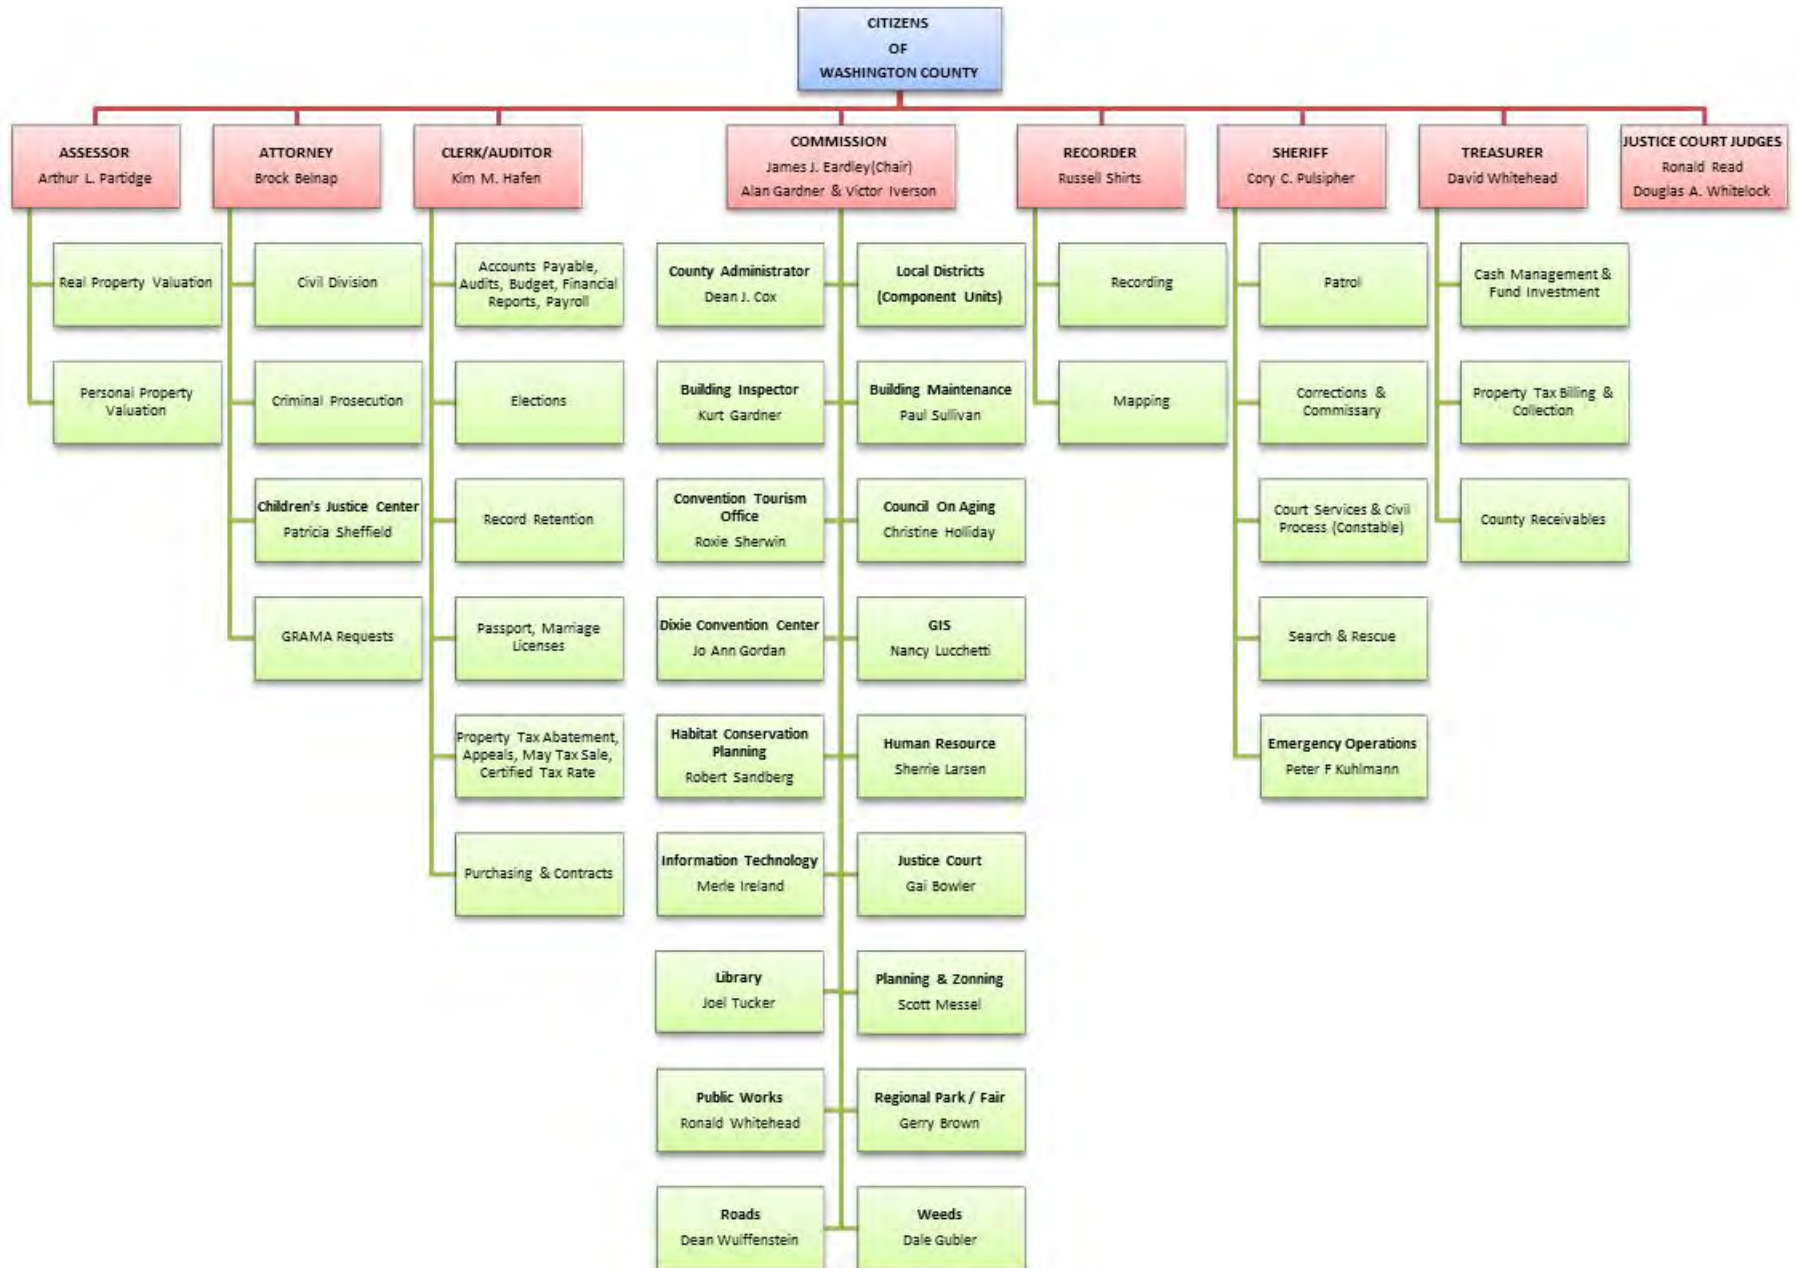 CITIZENS
OF
WASHINGTON COUNTY
ASSESSOR
Arthur L. Partidge
ATTORNEY
Brock Belnap
CLERK/AUDITOR
Kim M. Hafen
COMMISSION
James J. Eardley(Chair)
Alan Gardner & Victor Iverson
RECORDER
Russell Shirts
SHERIFF
Cory C. Pulsipher
TREASURER
David Whitehead
JUSTICE COURT JUDGES
Ronald Read
Douglas A. Whitelock
Real Property Valuation
Personal Property
Valuation
Civil Division
Criminal Prosecution
Children's Justice Center
Patricia Sheffield
GRAMA Requests
Accounts Payable,
Audits, Budget, Financial
Reports, Payroll
Elections
Record Retention
Passport, Marriage
Licenses
Property Tax Abatement,
Appeals, May Tax Sale,
Certified Tax Rate
Purchasing & Contracts
County Administrator
Dean J. Cox
Local Districts
(Component Units)
Building Inspector
Kurt Gardner
Building Maintenance
Paul Sullivan
Convention Tourism
Office
Roxie Sherwin
Council On Aging
Christine Holliday
Dixie Convention Center
Jo Ann Gordan
GIS
Nancy Lucchetti
Habitat Conservation
Planning
Robert Sandberg
Human Resource
Sherrie Larsen
Information Technology
Merle Ireland
Justice Court
Gai Bowler
Library
Joel Tucker
Planning & Zonning
Scott Messel
Public Works
Ronald Whitehead
Regional Park / Fair
Gerry Brown
Roads
Dean Wulffenstein
Weeds
Dale Gubler
Recording
Mapping
Patrol
Corrections &
Commissary
Court Services & Civil
Process (Constable)
Search & Rescue
Emergency Operations
Peter F Kuhlmann
Cash Management &
Fund Investment
Property Tax Billing &
Collection
County Receivables